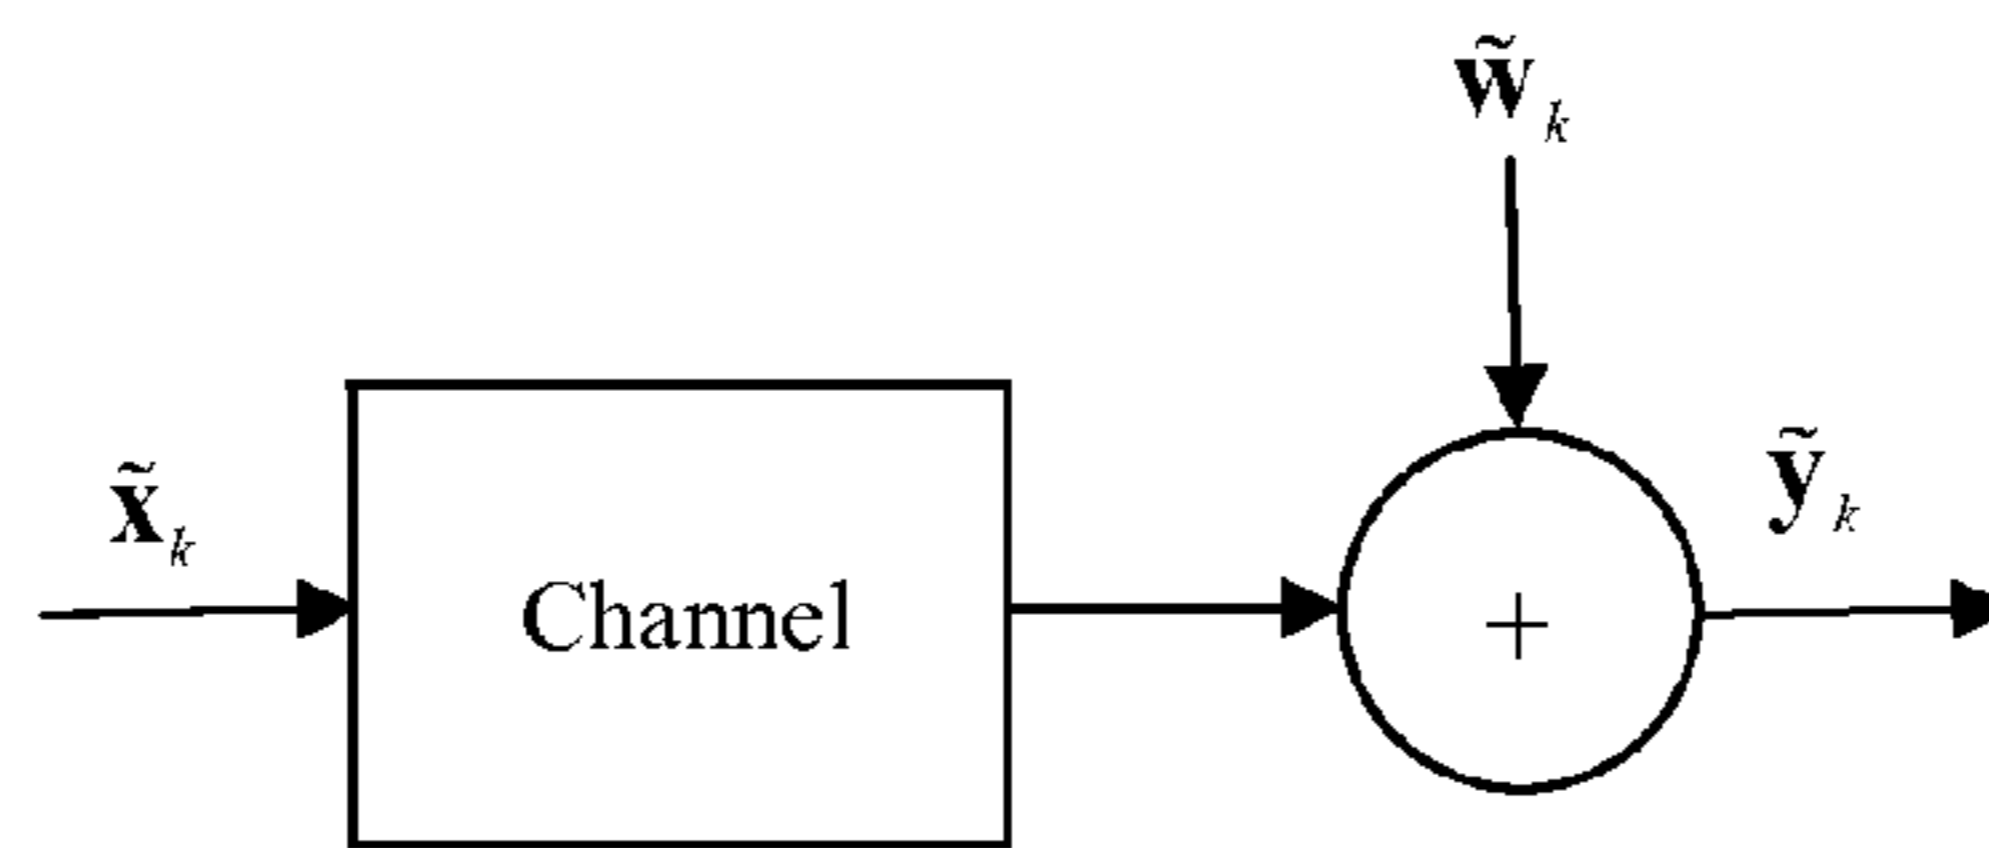 w̃ₖ
x̃ₖ
ỹₖ
Channel
+